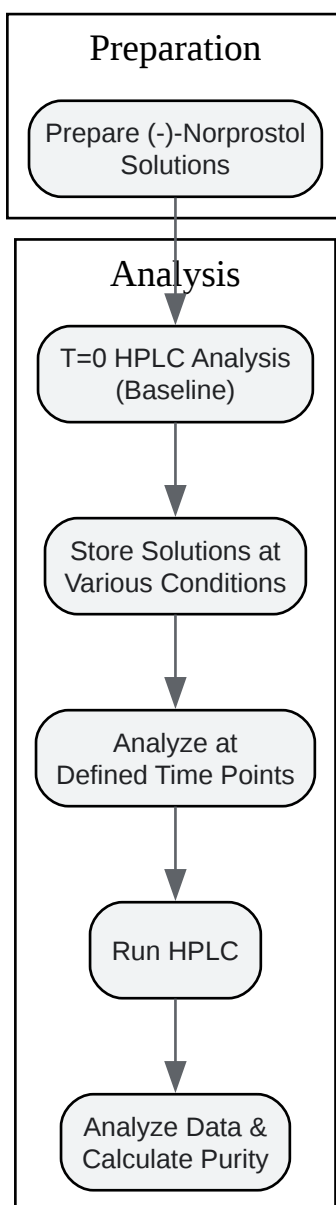 Preparation
Prepare (-)-Norprostol
Solutions
Analysis
T=0 HPLC Analysis
(Baseline)
Store Solutions at
Various Conditions
Analyze at
Defined Time Points
Run HPLC
Analyze Data &
Calculate Purity